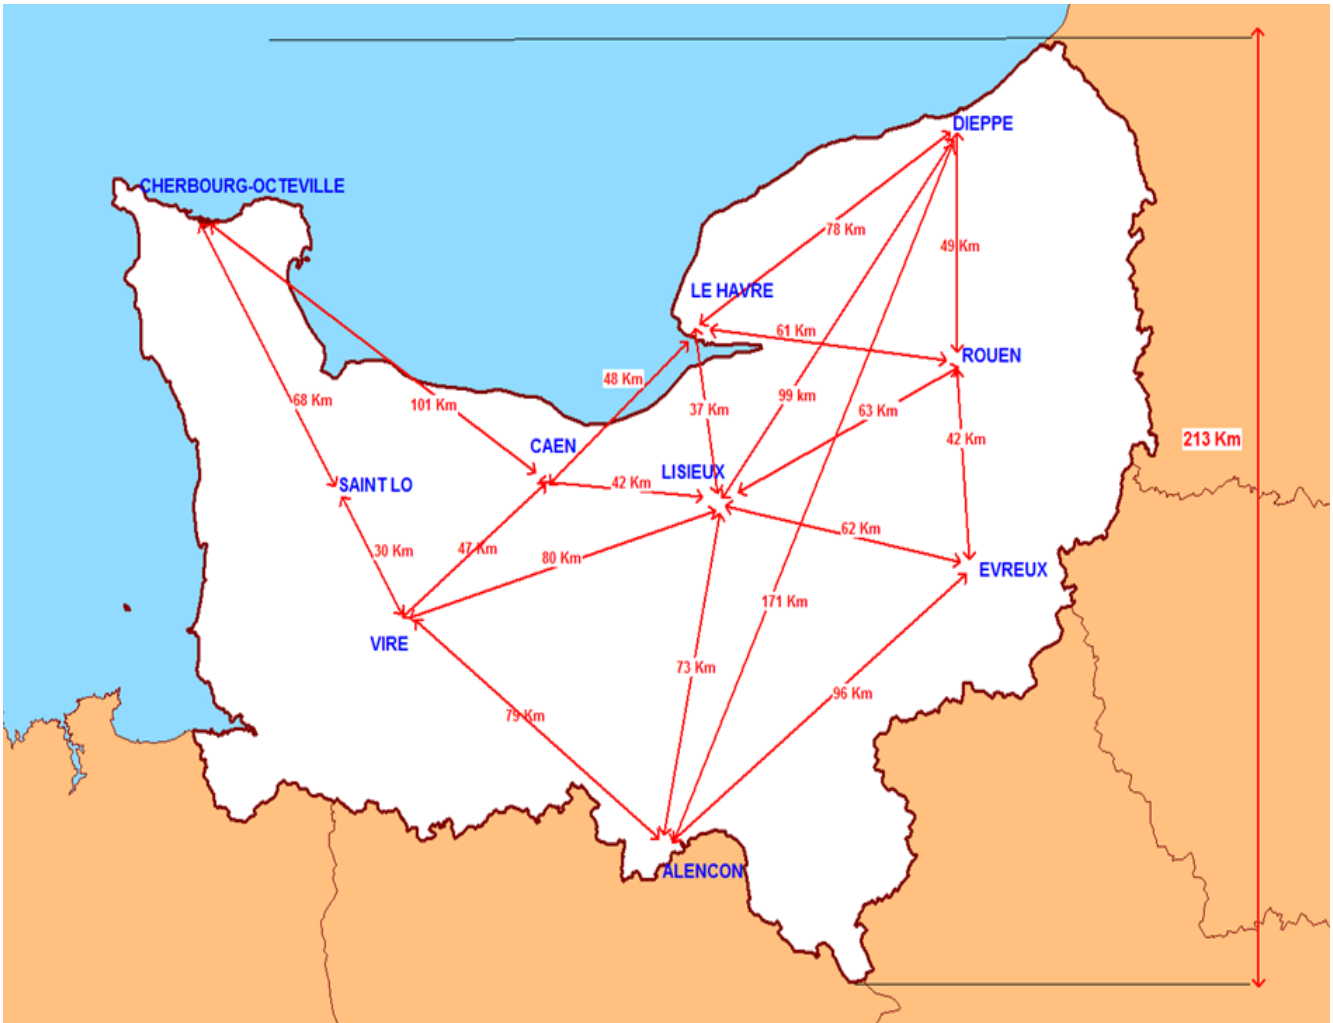 DIEPPE
CHERBOURG-OCTEVILLE
78 Km
49 Km
LE HAVRE
61 Km
ROUEN
48 Km
99 km
68 Km
101 Km
37 Km
63 Km
42 Km
213 Km
CAEN
LISIEUX
SAINT LO
42 Km
62 Km
30 Km
47 Km
80 Km
EVREUX
171 Km
VIRE
73 Km
96 Km
79 Km
ALENCON